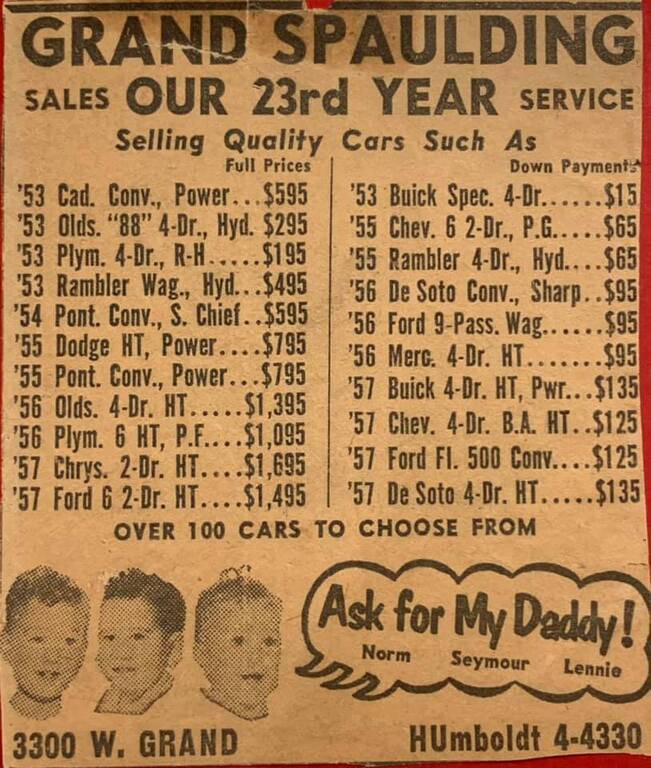 GRAND SPAULDING
SALES OUR 23rd YEAR SERVICE
Selling Quality Cars Such As
Full Prices
'53 Cad. Conv., Power...$595
'53 Olds. "88" 4-Dr., Hyd. $295
'53 Plym. 4-Dr., R-H.....$195
'53 Rambler Wag., Hyd...$495
'54 Pont. Conv., S. Chief..$595
'55 Dodge HT, Power....$795
'55 Pont. Conv., Power...$795
'56 Olds. 4-Dr. HT.....$1,395
'56 Plym. 6 HT, P.F....$1,095
'57 Chrys. 2-Dr. HT....$1,695
'57 Ford 6 2-Dr. HT....$1,495
Down Payments
'53 Buick Spec. 4-Dr......$15
'55 Chev. 6 2-Dr., P.G.....$65
'55 Rambler 4-Dr., Hyd....$65
'56 De Soto Conv., Sharp..$95
'56 Ford 9-Pass. Wag......$95
'56 Merc. 4-Dr. HT.......$95
'57 Buick 4-Dr. HT, Pwr...$135
'57 Chev. 4-Dr. B.A. HT..$125
'57 Ford Fl. 500 Conv....$125
'57 De Soto 4-Dr. HT.....$135
OVER 100 CARS TO CHOOSE FROM
Ask for My Daddy!
Norm Seymour Lennie
3300 W. GRAND HUmboldt 4-4330